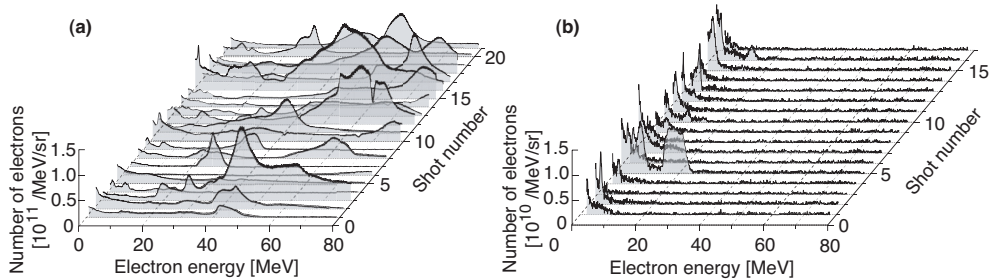 (a)
20
15
10
5
0
Shot number
1.5
1.0
0.5
0
Number of electrons
[10¹¹ /MeV/sr]
0 20 40 60 80
Electron energy [MeV]
(b)
15
10
5
0
Shot number
1.5
1.0
0.5
0
Number of electrons
[10¹⁰ /MeV/sr]
0 20 40 60 80
Electron energy [MeV]